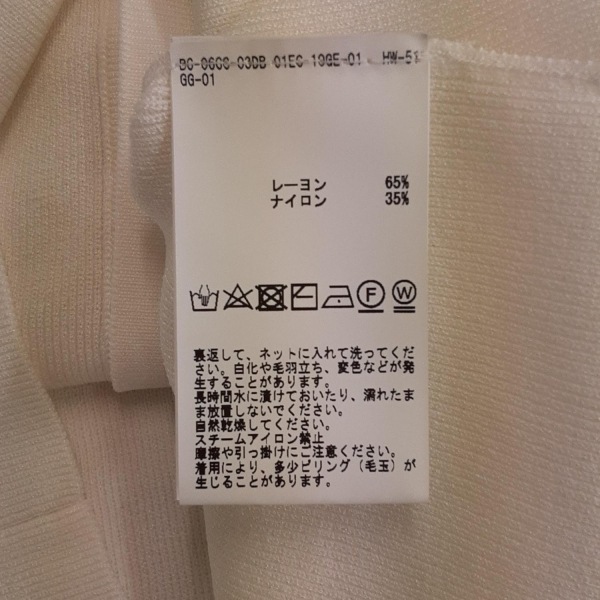 GG-01
レーヨン 65%
ナイロン 35%
F W
裏返して、ネットに入れて洗ってくだ
さい。白化や毛羽立ち、変色などが発
生することがあります。
長時間水に漬けておいたり、濡れたま
ま放置しないでください。
自然乾燥してください。
スチームアイロン禁止
摩擦や引っ掛けにご注意ください。
着用により、多少ピリング(毛玉)が
生じることがあります。